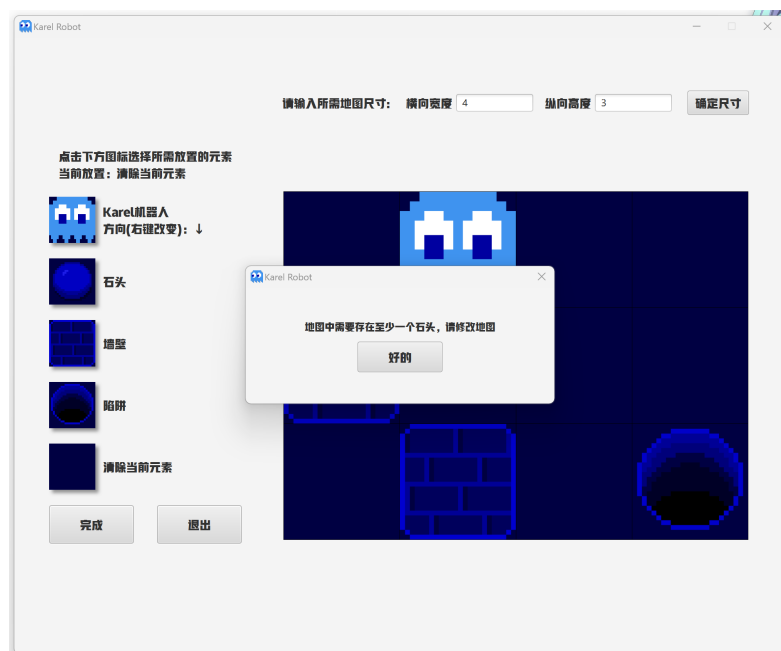 Karel Robot
请输入所需地图尺寸: 横向宽度 4 纵向高度 3 确定尺寸
点击下方图标选择所需放置的元素
当前放置: 清除当前元素
Karel机器人
方向(右键改变): ↓
石头
墙壁
陷阱
清除当前元素
完成 退出
Karel Robot
地图中需要存在至少一个石头, 请修改地图
好的